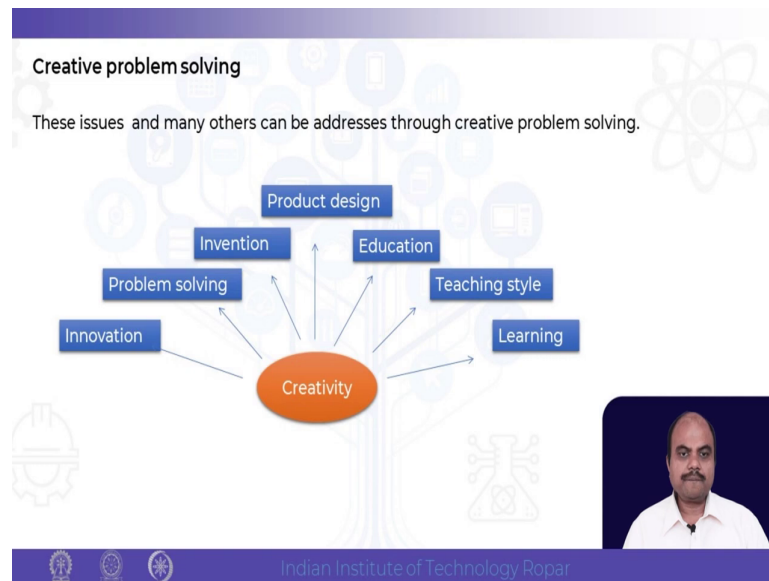 Creative problem solving
These issues and many others can be addresses through creative problem solving.
Product design
Invention
Education
Problem solving
Teaching style
Innovation
Learning
Creativity
Indian Institute of Technology Ropar